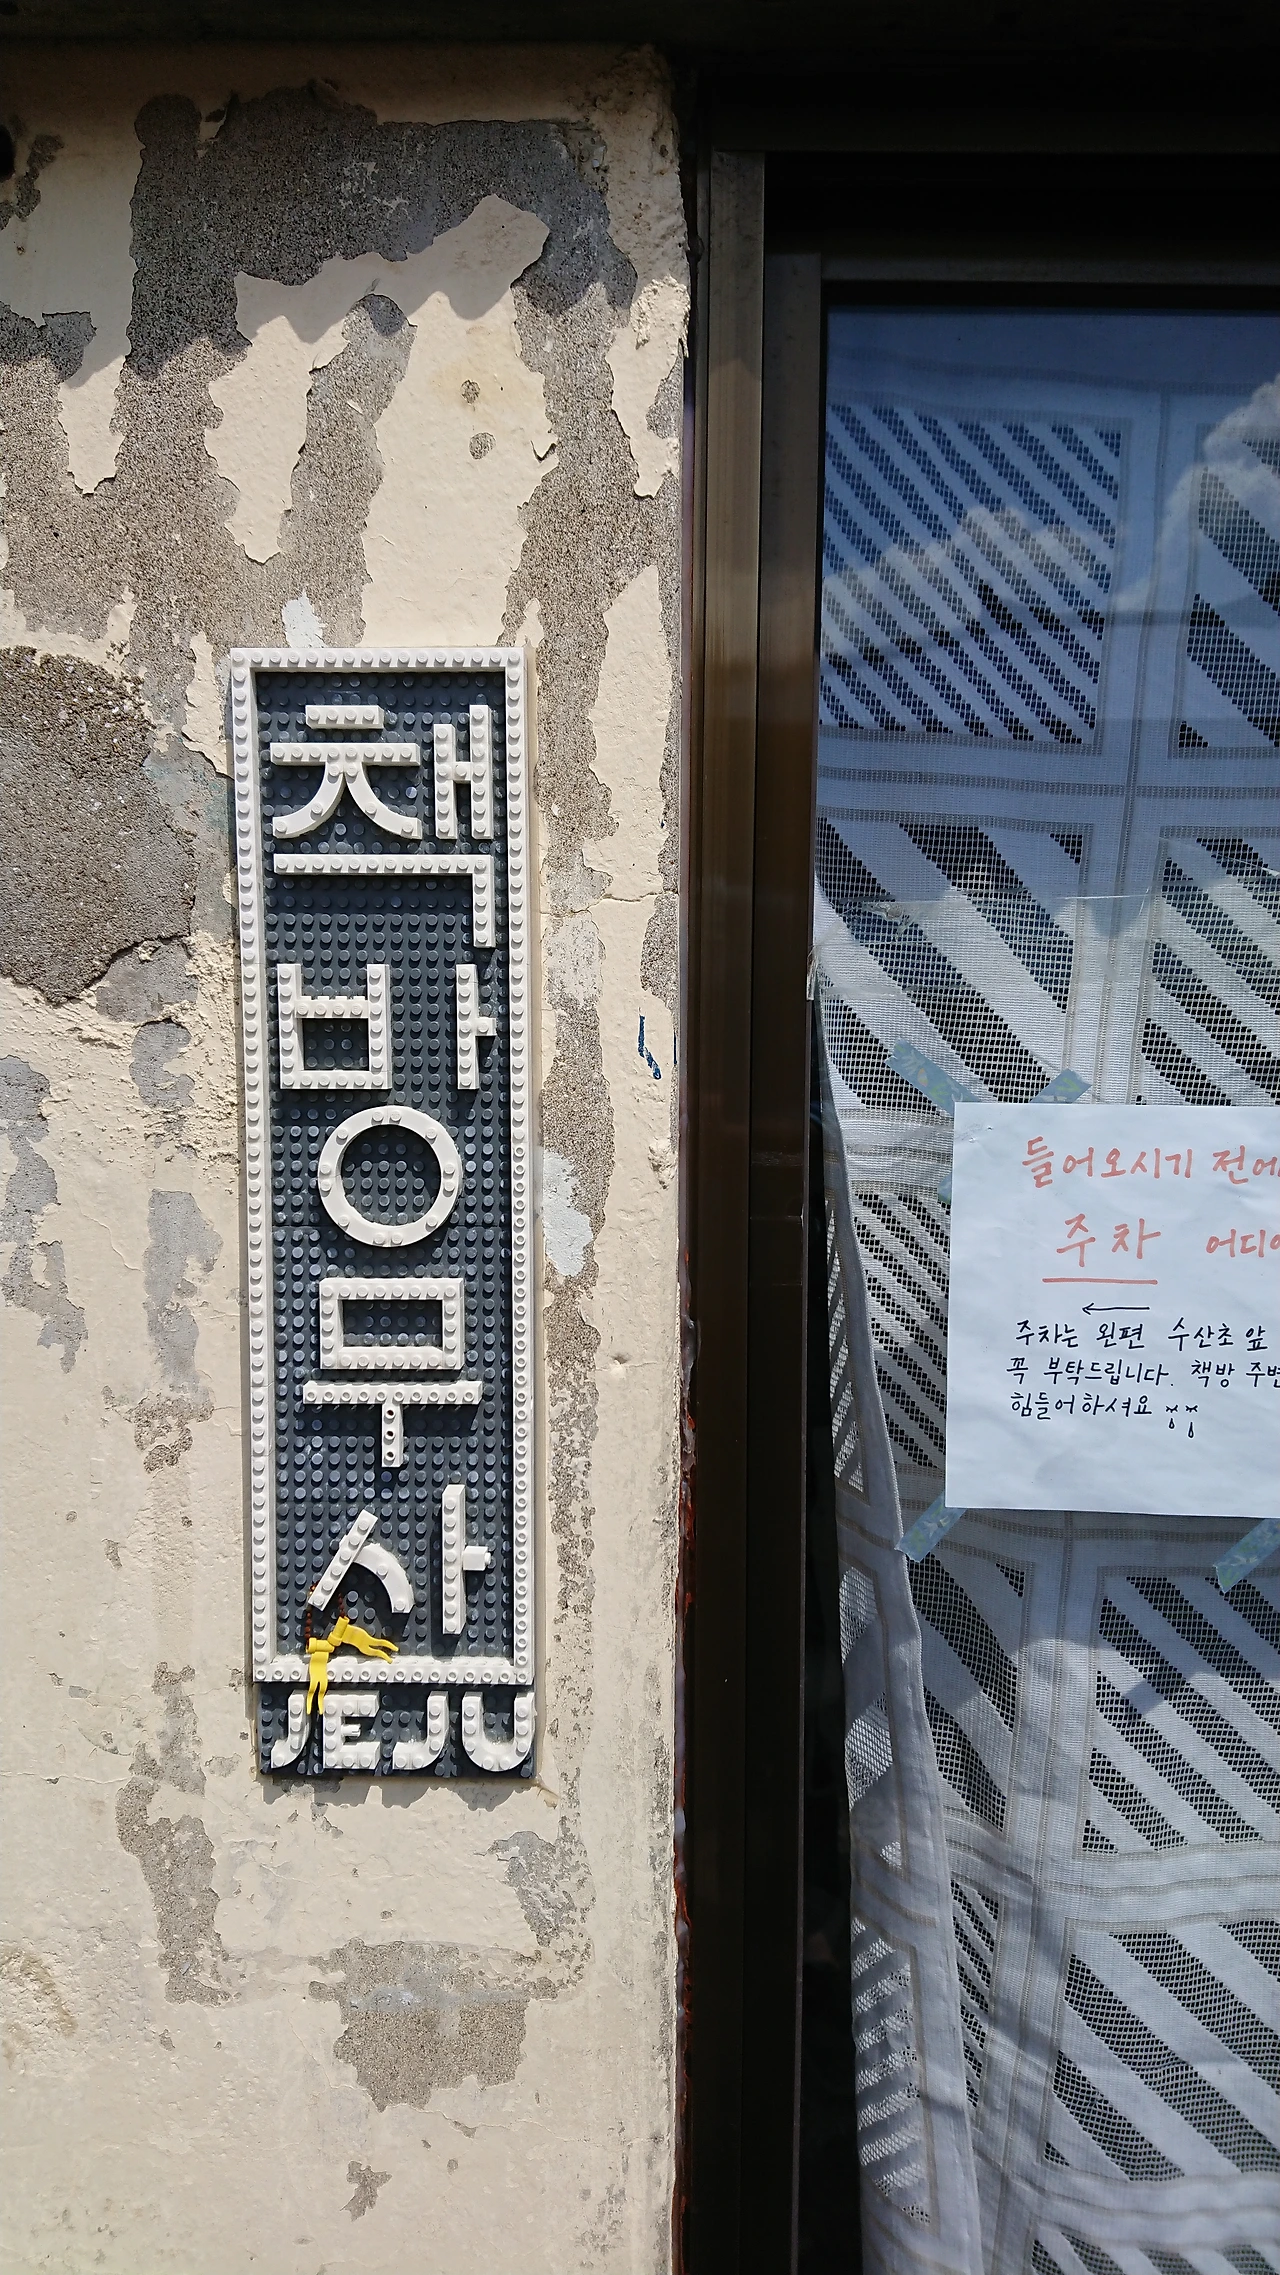 책방무사
JEJU
들어오시기 전에
주차 어디
주차는 왼편 수산초 앞
꼭 부탁드립니다. 책방 주변
힘들어하셔요